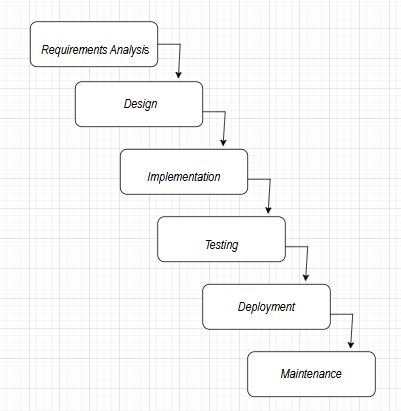 Requirements Analysis
Design
Implementation
Testing
Deployment
Maintenance